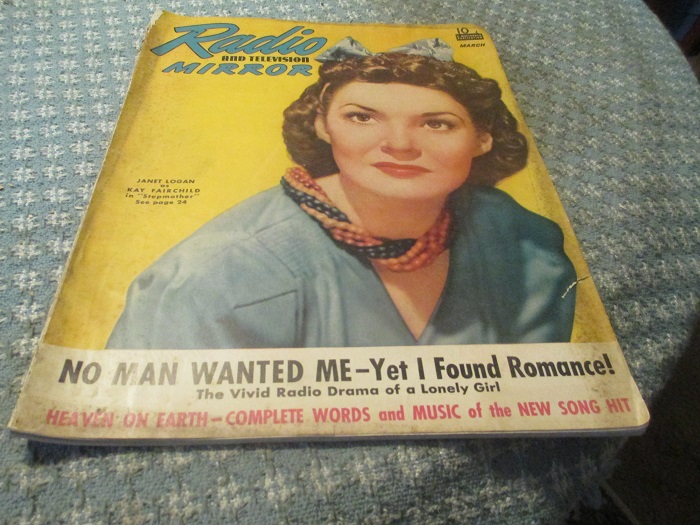 Radio
AND TELEVISION
MIRROR
10¢
MARCH
JANET LOGAN
as
KAY FAIRCHILD
in "Stepmother"
See page 24
NO MAN WANTED ME—Yet I Found Romance!
The Vivid Radio Drama of a Lonely Girl
HEAVEN ON EARTH—COMPLETE WORDS and MUSIC of the NEW SONG HIT